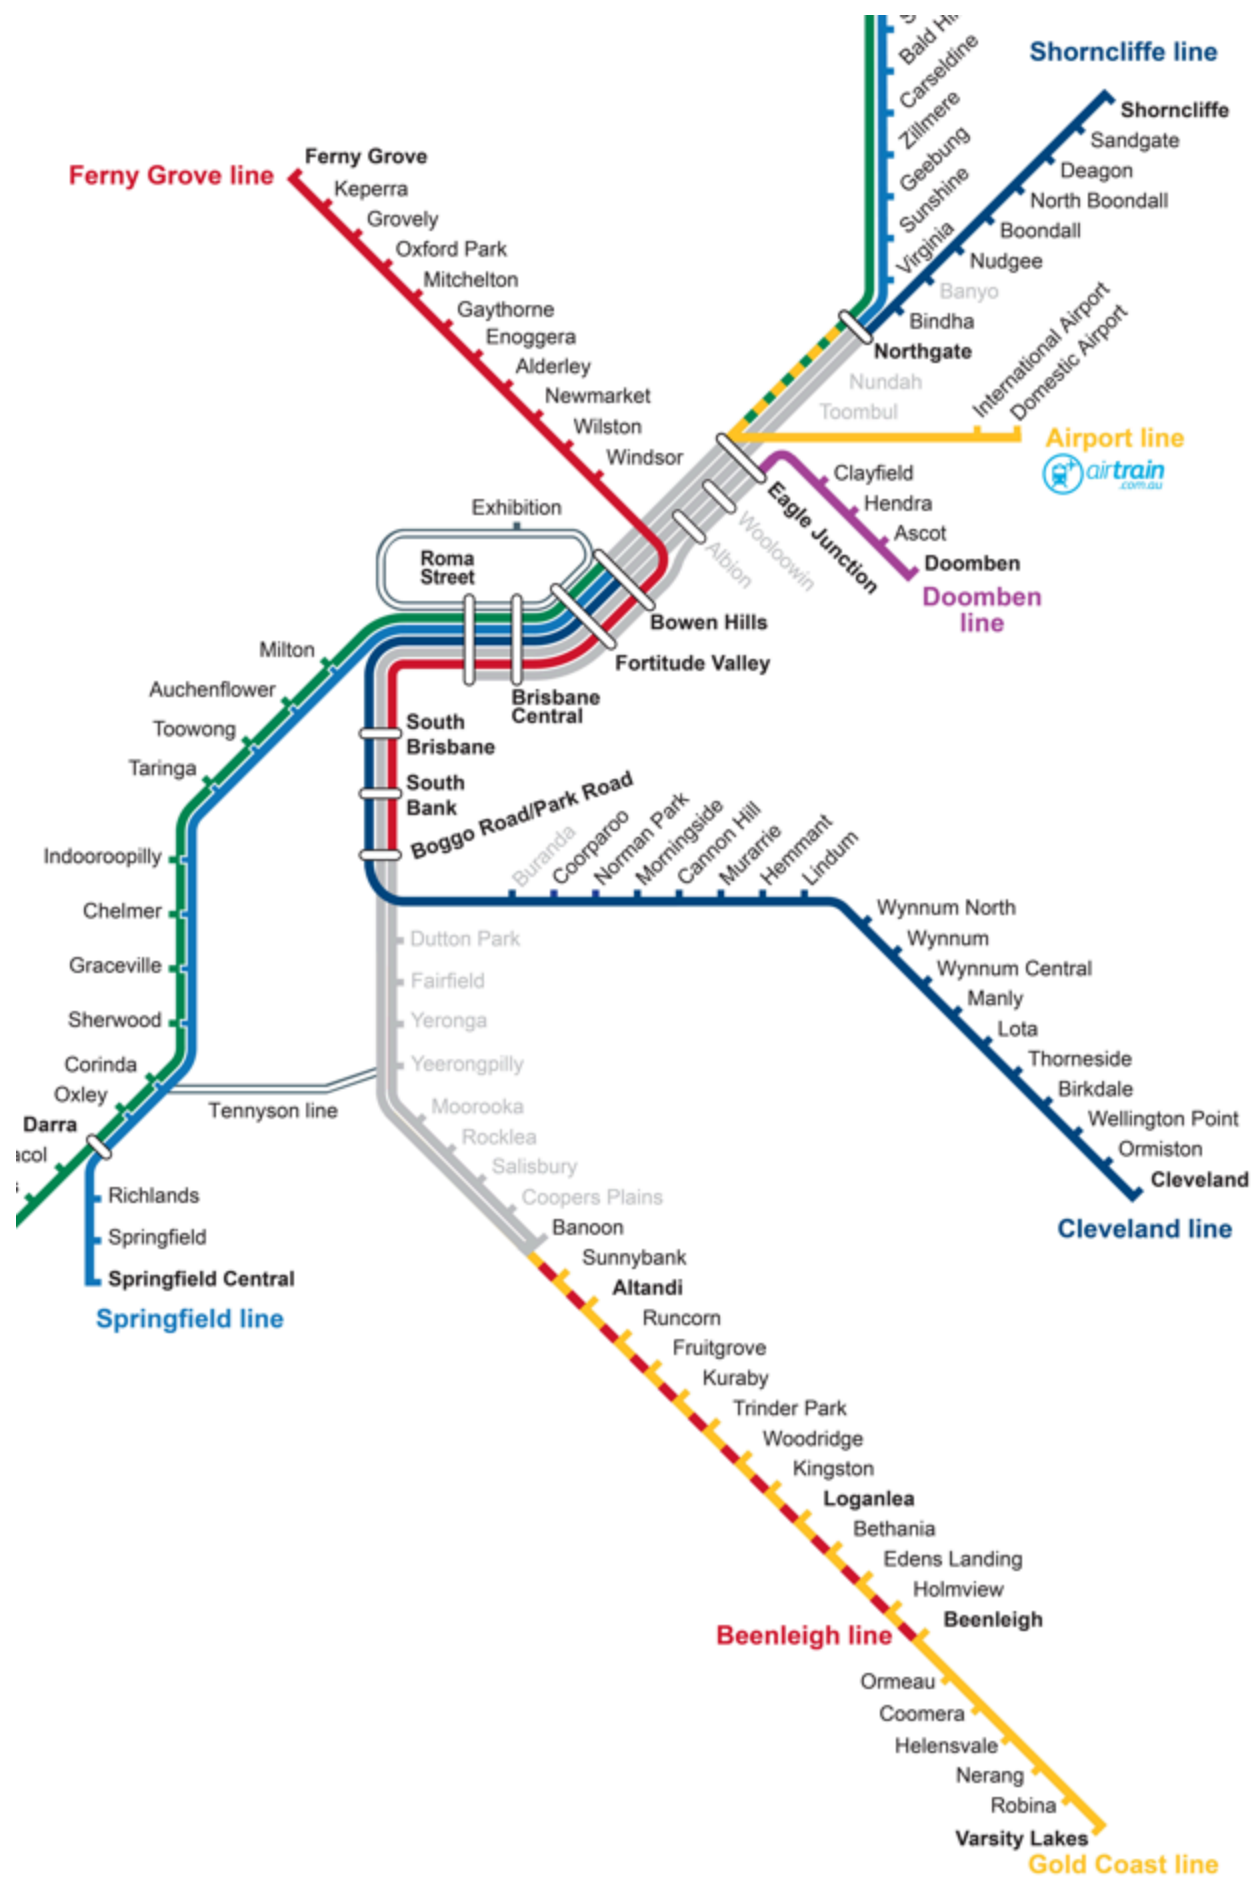 Bald Hi
Carseldine
Zillmere
Geebung
Sunshine
Virginia
Shorncliffe line
Shorncliffe
Sandgate
Deagon
North Boondall
Boondall
Nudgee
Banyo
Bindha
Northgate
Nundah
Toombul
International Airport
Domestic Airport
Airport line
airtrain
.com.au
Ferny Grove line
Ferny Grove
Keperra
Grovely
Oxford Park
Mitchelton
Gaythorne
Enoggera
Alderley
Newmarket
Wilston
Windsor
Clayfield
Hendra
Ascot
Doomben
Doomben
line
Eagle Junction
Wooloowin
Albion
Exhibition
Roma
Street
Bowen Hills
Fortitude Valley
Brisbane
Central
Milton
Auchenflower
Toowong
Taringa
Indooroopilly
Chelmer
Graceville
Sherwood
Corinda
Oxley
Darra
acol
s
Richlands
Springfield
Springfield Central
Springfield line
Tennyson line
South
Brisbane
South
Bank
Boggo Road/Park Road
Buranda
Coorparoo
Norman Park
Morningside
Cannon Hill
Murarrie
Hemmant
Lindum
Wynnum North
Wynnum
Wynnum Central
Manly
Lota
Thorneside
Birkdale
Wellington Point
Ormiston
Cleveland
Cleveland line
Dutton Park
Fairfield
Yeronga
Yeerongpilly
Moorooka
Rocklea
Salisbury
Coopers Plains
Banoon
Sunnybank
Altandi
Runcorn
Fruitgrove
Kuraby
Trinder Park
Woodridge
Kingston
Loganlea
Bethania
Edens Landing
Holmview
Beenleigh
Beenleigh line
Ormeau
Coomera
Helensvale
Nerang
Robina
Varsity Lakes
Gold Coast line